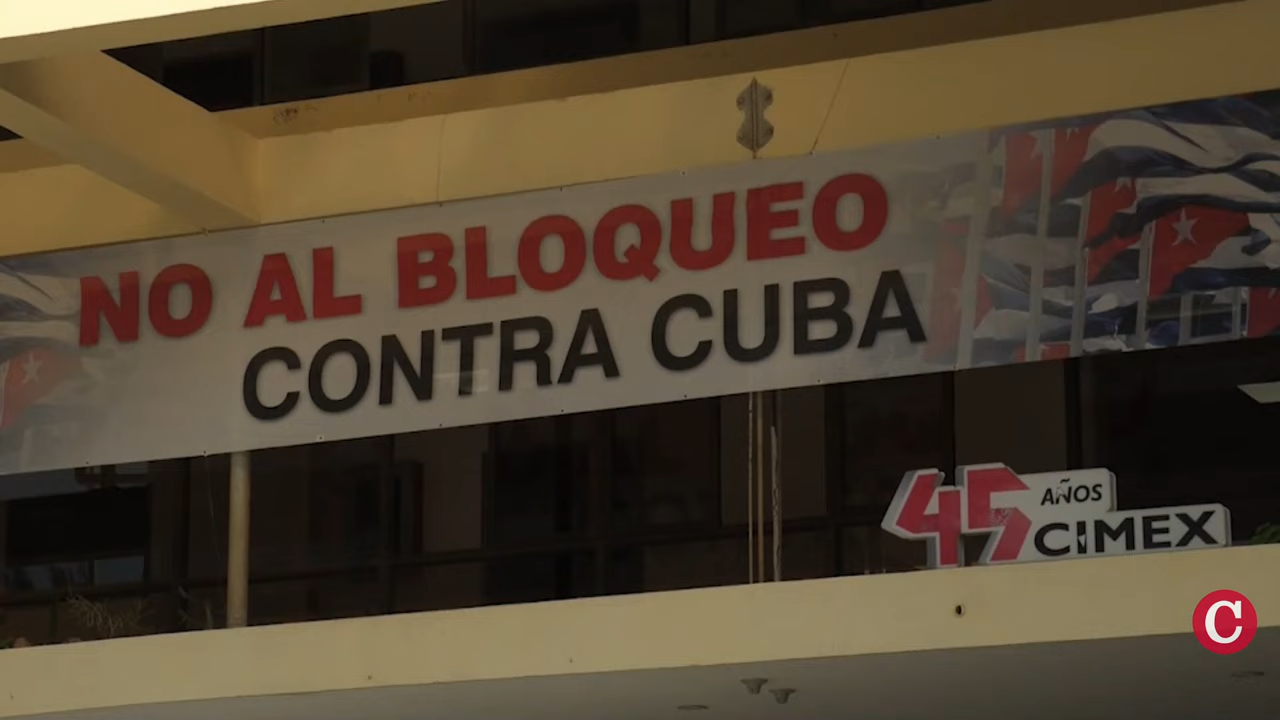 NO AL BLOQUEO
CONTRA CUBA
45 AÑOS
CIMEX
C